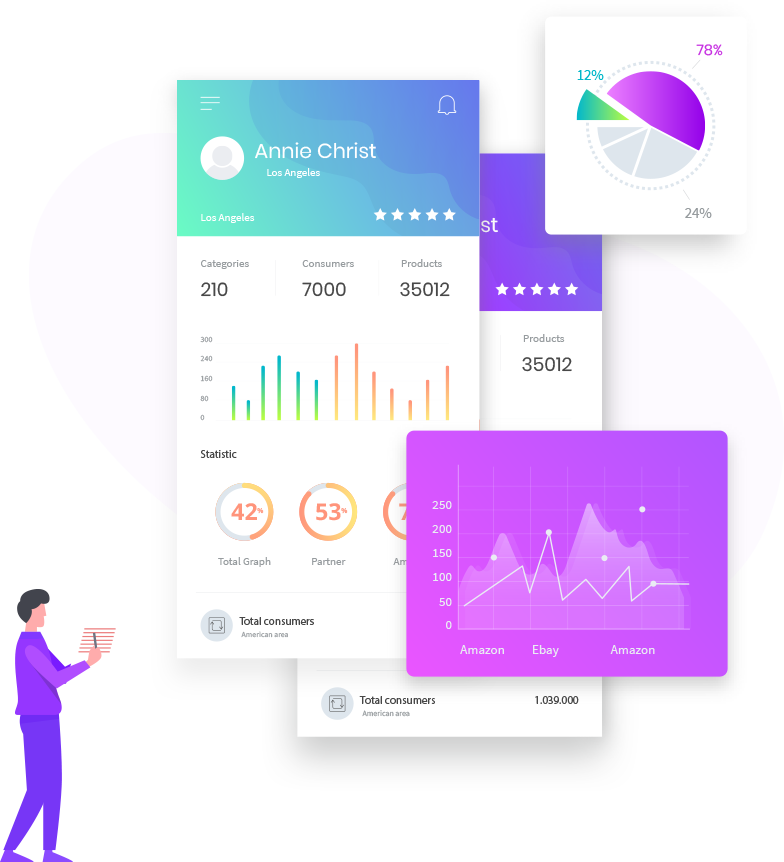 78%
12%
24%
Annie Christ
Los Angeles
Los Angeles
st
Categories
Consumers
Products
210
7000
35012
Products
35012
300
240
160
80
0
Statistic
42%
53%
7
Total Graph
Partner
Am
Total consumers
American area
250
200
150
100
50
0
Amazon
Ebay
Amazon
Total consumers
American area
1.039.000